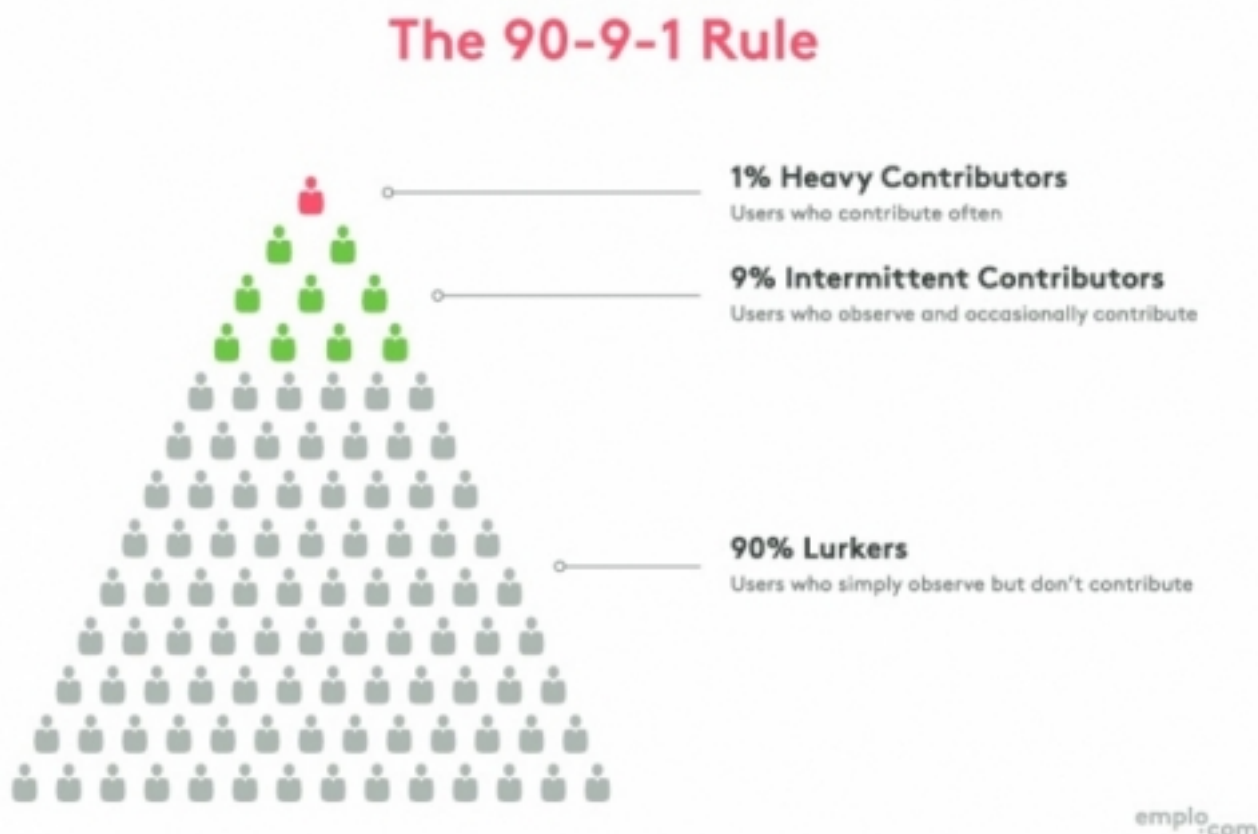 The 90-9-1 Rule
1% Heavy Contributors
Users who contribute often
9% Intermittent Contributors
Users who observe and occasionally contribute
90% Lurkers
Users who simply observe but don't contribute
emplo
.com